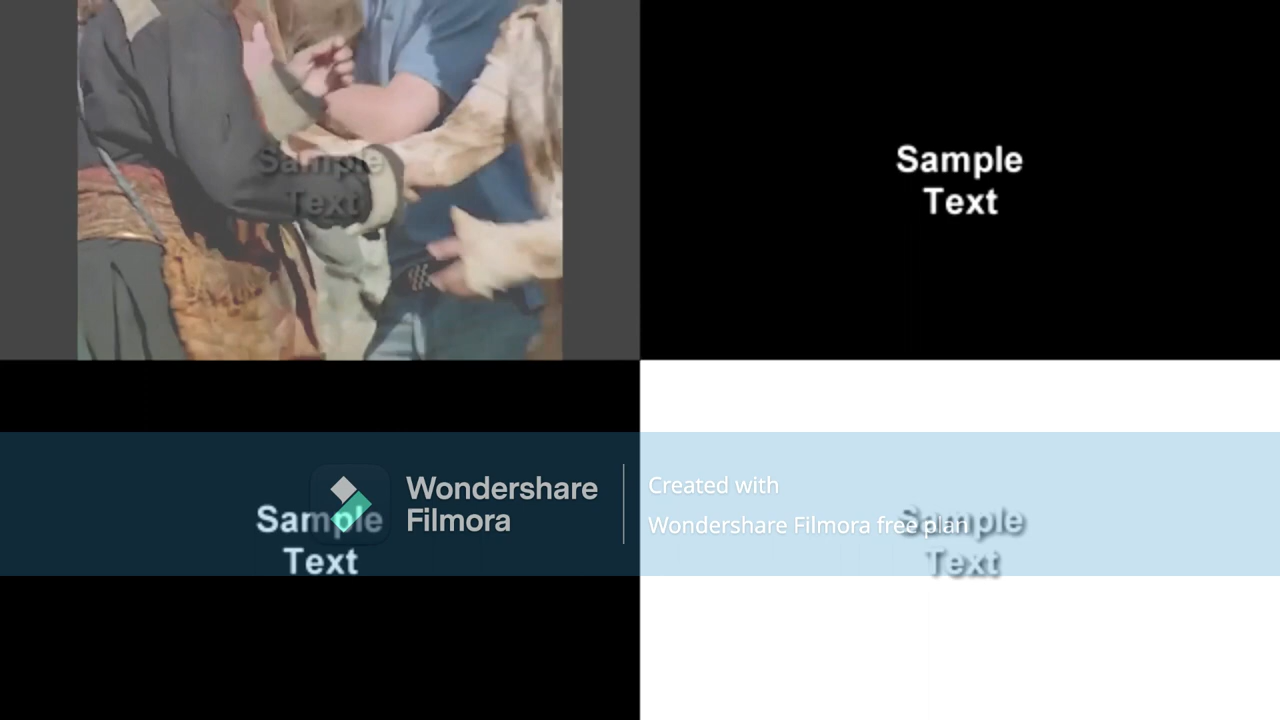 Sample
Text
Sample
Text
Wondershare
Filmora
Created with
Wondershare Filmora free plan
Sample
Text
Sample
Text